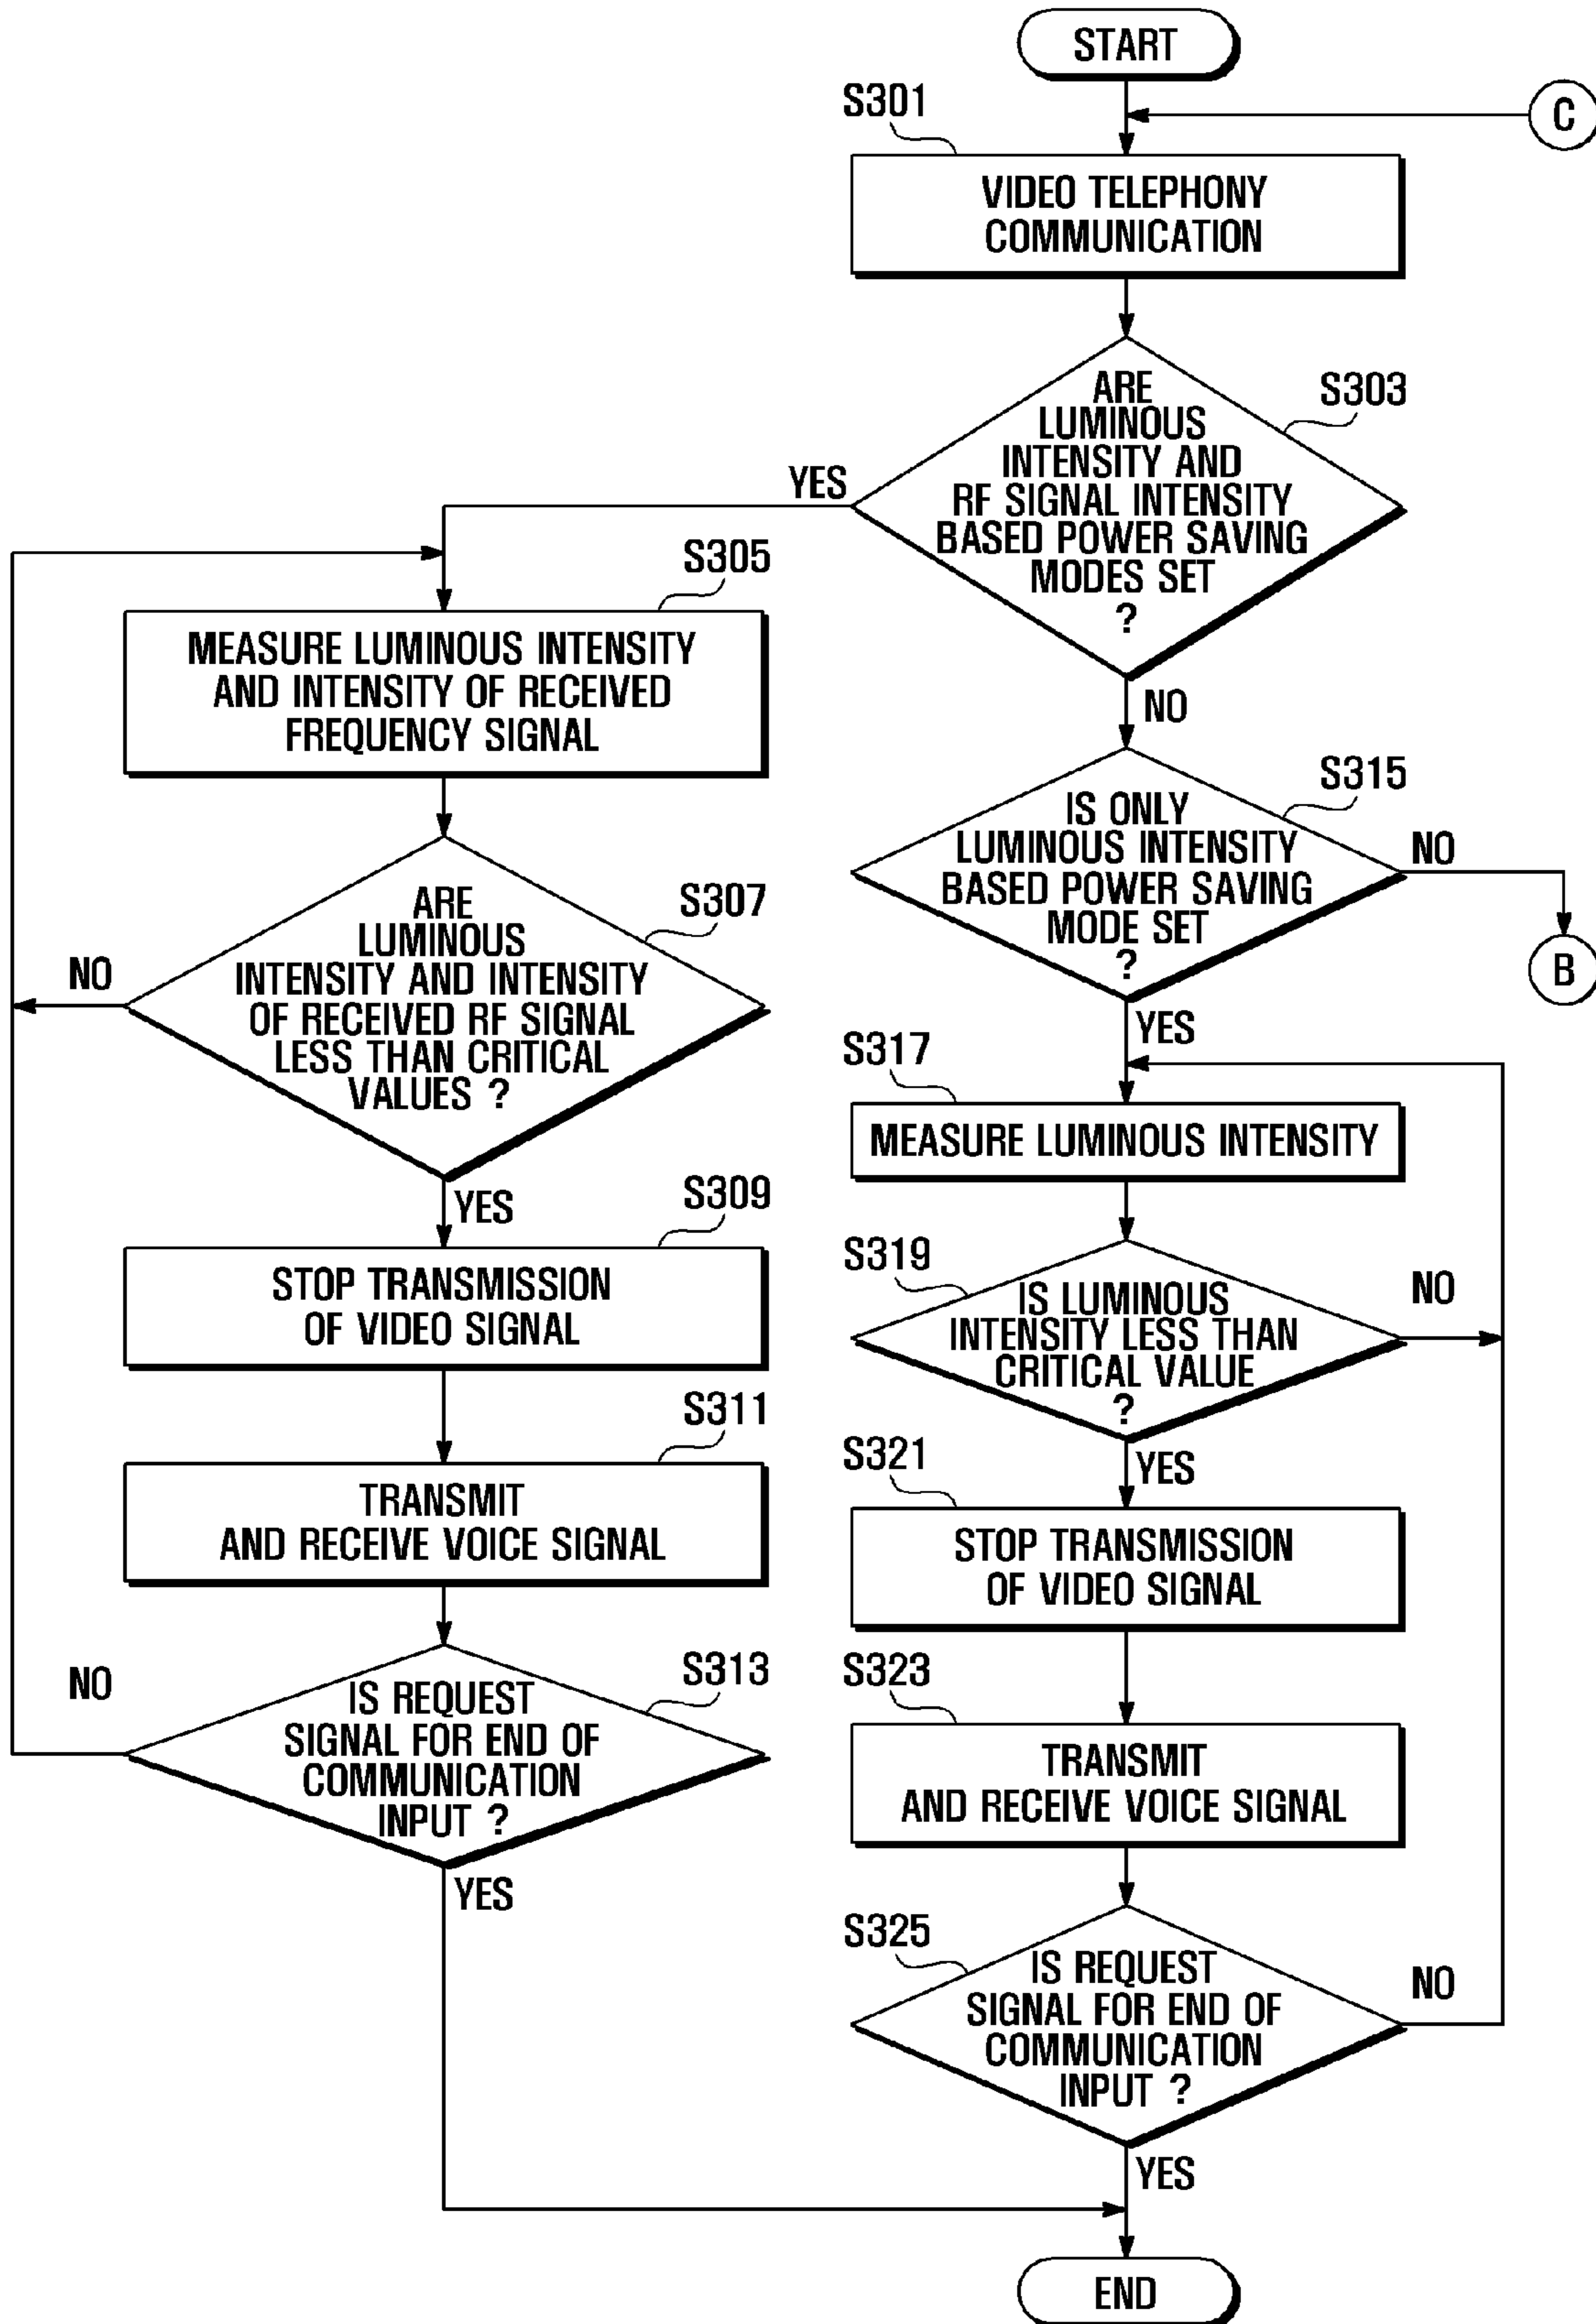 START
C
S301
VIDEO TELEPHONY
COMMUNICATION
S303
ARE
LUMINOUS
INTENSITY AND
RF SIGNAL INTENSITY
BASED POWER SAVING
MODES SET
?
YES
NO
S305
MEASURE LUMINOUS INTENSITY
AND INTENSITY OF RECEIVED
FREQUENCY SIGNAL
S307
ARE
LUMINOUS
INTENSITY AND INTENSITY
OF RECEIVED RF SIGNAL
LESS THAN CRITICAL
VALUES ?
NO
YES
S309
STOP TRANSMISSION
OF VIDEO SIGNAL
S311
TRANSMIT
AND RECEIVE VOICE SIGNAL
S313
IS REQUEST
SIGNAL FOR END OF
COMMUNICATION
INPUT ?
NO
YES
S315
IS ONLY
LUMINOUS INTENSITY
BASED POWER SAVING
MODE SET
?
NO
B
YES
S317
MEASURE LUMINOUS INTENSITY
S319
IS LUMINOUS
INTENSITY LESS THAN
CRITICAL VALUE
?
NO
YES
S321
STOP TRANSMISSION
OF VIDEO SIGNAL
S323
TRANSMIT
AND RECEIVE VOICE SIGNAL
S325
IS REQUEST
SIGNAL FOR END OF
COMMUNICATION
INPUT ?
NO
YES
END